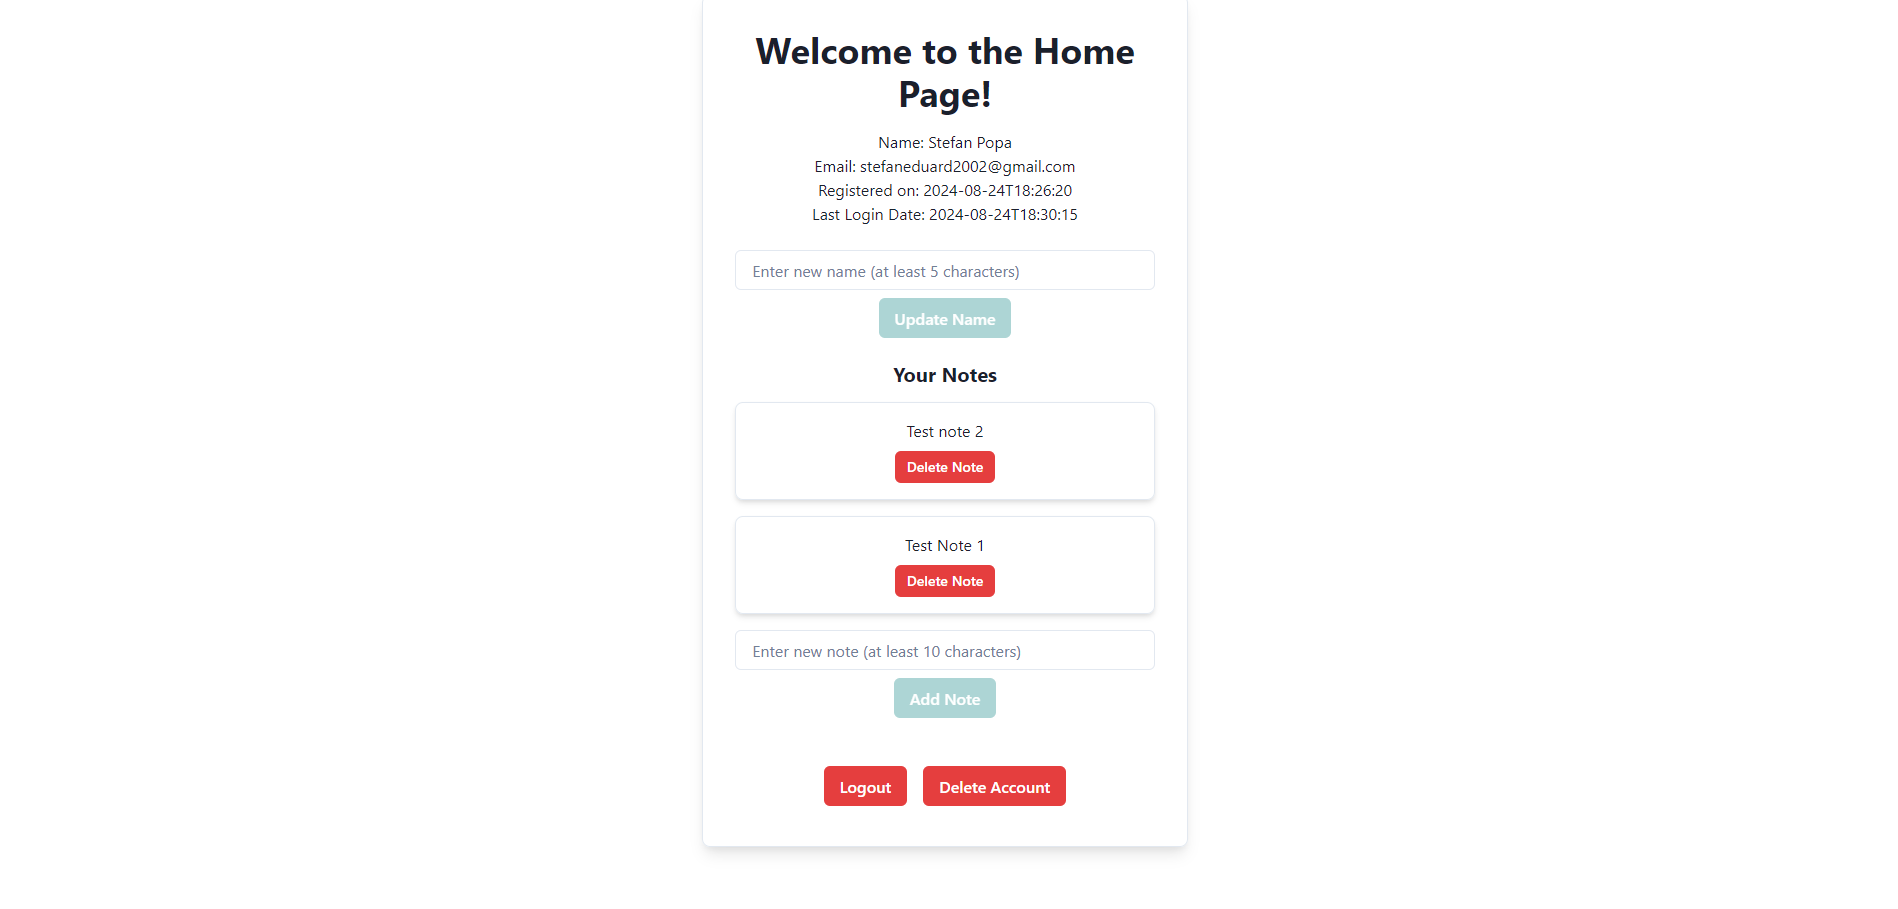 Welcome to the Home
Page!
Name: Stefan Popa
Email: stefaneduard2002@gmail.com
Registered on: 2024-08-24T18:26:20
Last Login Date: 2024-08-24T18:30:15
Enter new name (at least 5 characters)
Update Name
Your Notes
Test note 2
Delete Note
Test Note 1
Delete Note
Enter new note (at least 10 characters)
Add Note
Logout Delete Account